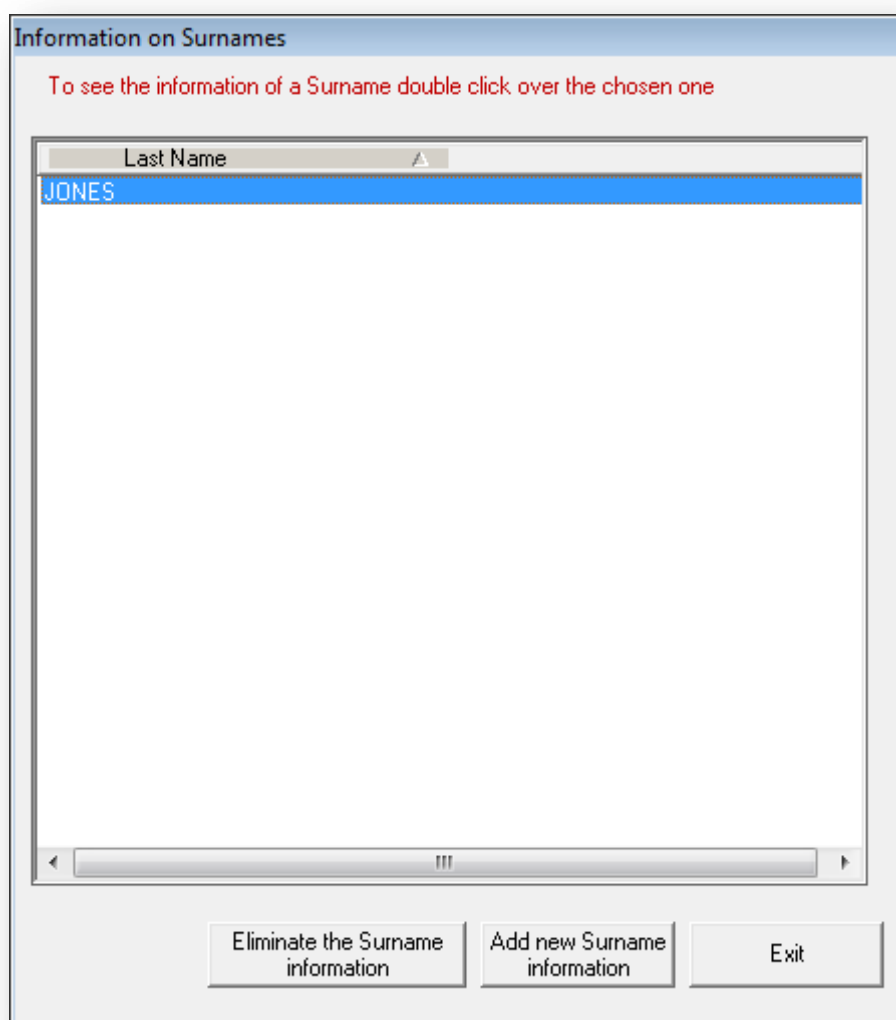 Information on Surnames
To see the information of a Surname double click over the chosen one
Last Name
JONES
Eliminate the Surname
information
Add new Surname
information
Exit